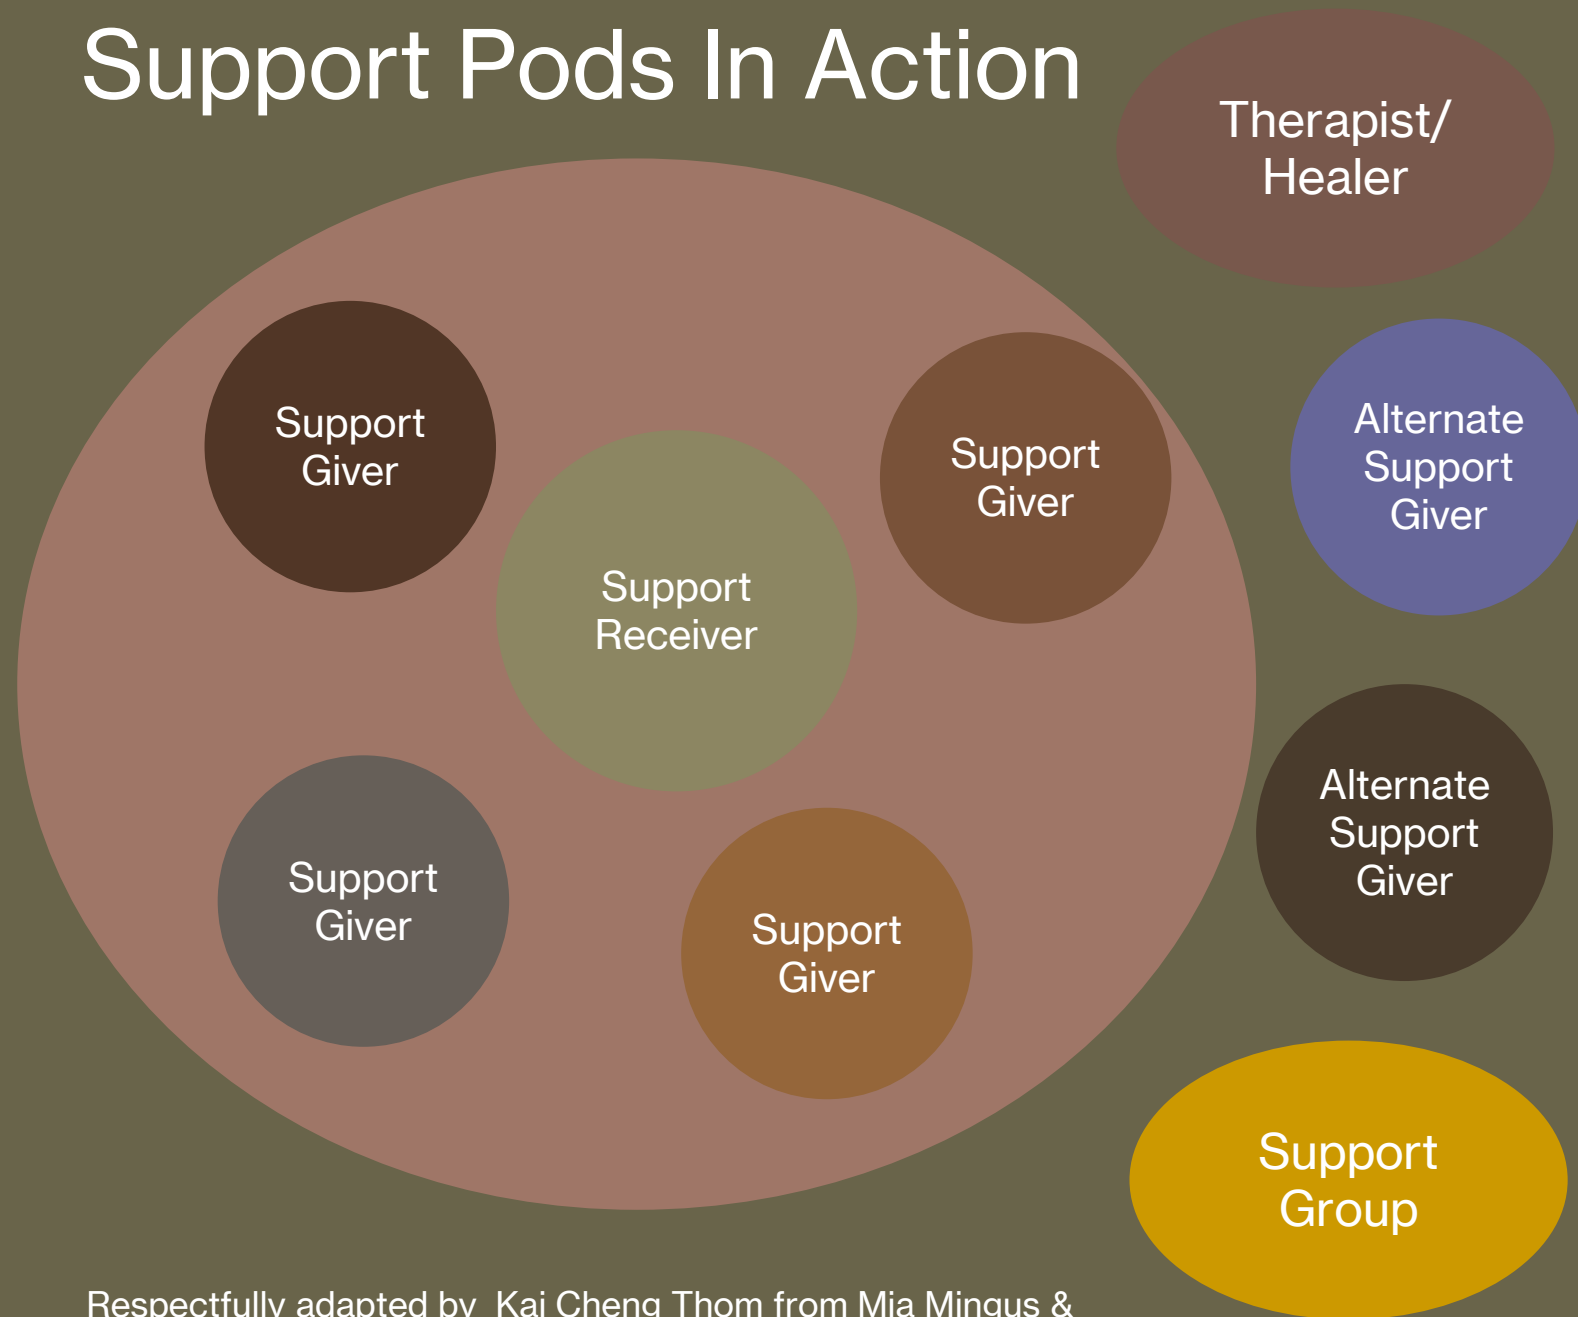 Support Pods In Action
Therapist/
Healer
Support
Giver
Support
Giver
Alternate
Support
Giver
Support
Receiver
Alternate
Support
Giver
Support
Giver
Support
Giver
Support
Group
Respectfully adapted by Kai Cheng Thom from Mia Mingus &